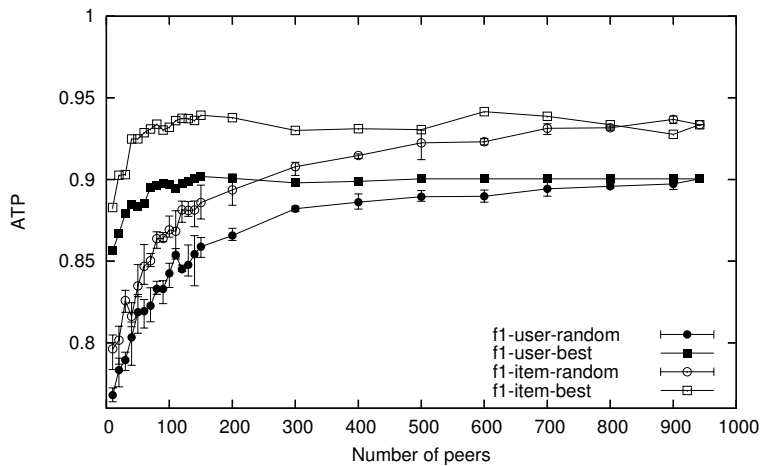 1
0.95
0.9
0.85
0.8
ATP
f1-user-random
f1-user-best
f1-item-random
f1-item-best
0 100 200 300 400 500 600 700 800 900 1000
Number of peers